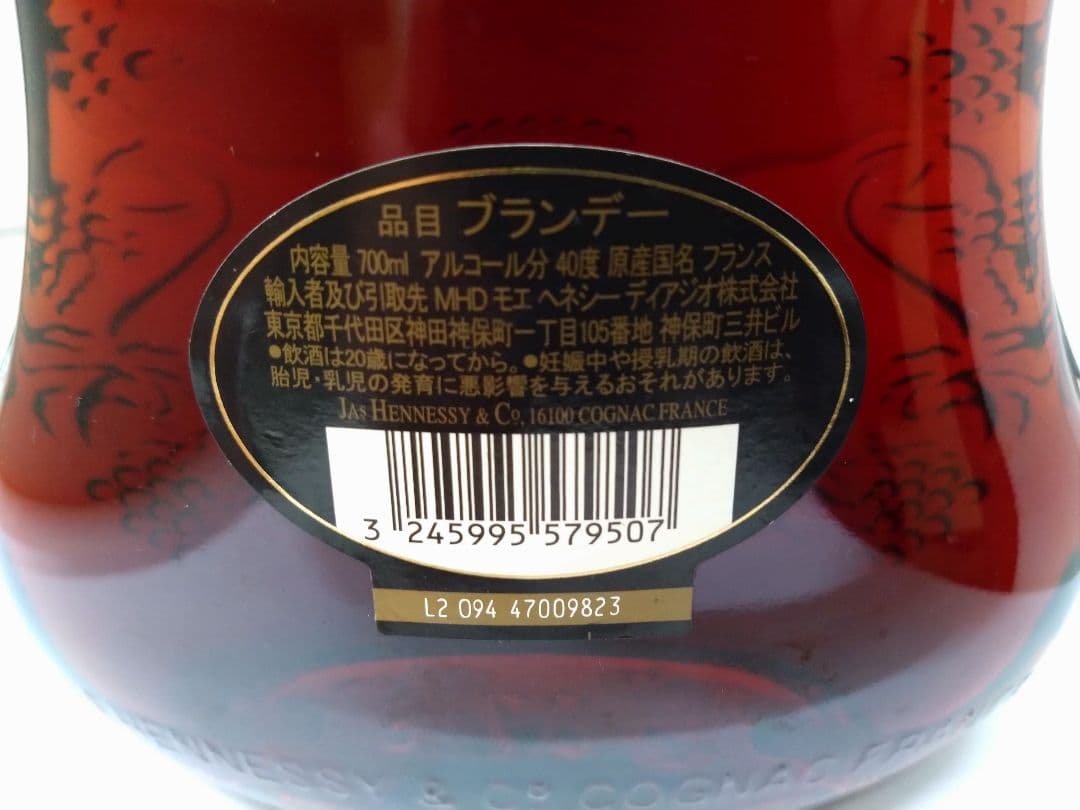 品目 ブランデー
内容量 700ml アルコール分 40度 原産国名 フランス
輸入者及び引取先 MHD モエ ヘネシー ディアジオ株式会社
東京都千代田区神田神保町一丁目105番地 神保町三井ビル
●飲酒は20歳になってから。●妊娠中や授乳期の飲酒は、
胎児・乳児の発育に悪影響を与えるおそれがあります。
JAS HENNESSY & CO, 16100 COGNAC FRANCE
3 245995 579507
L2 094 47009823
HENNESSY & CO COGNAC